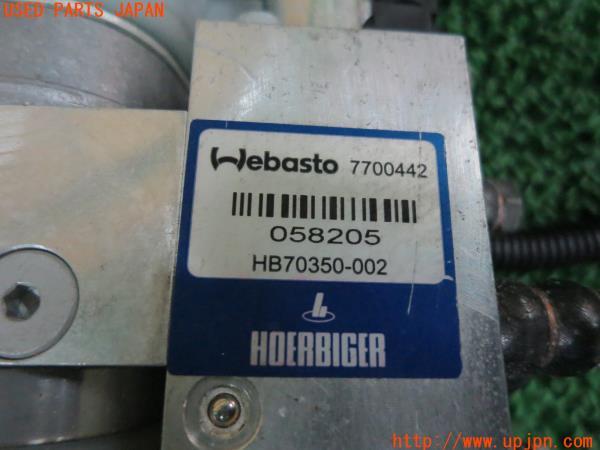 USED PARTS JAPAN
Webasto 7700442
058205
HB70350-002
HOERBIGER
http://www.upjpn.com/